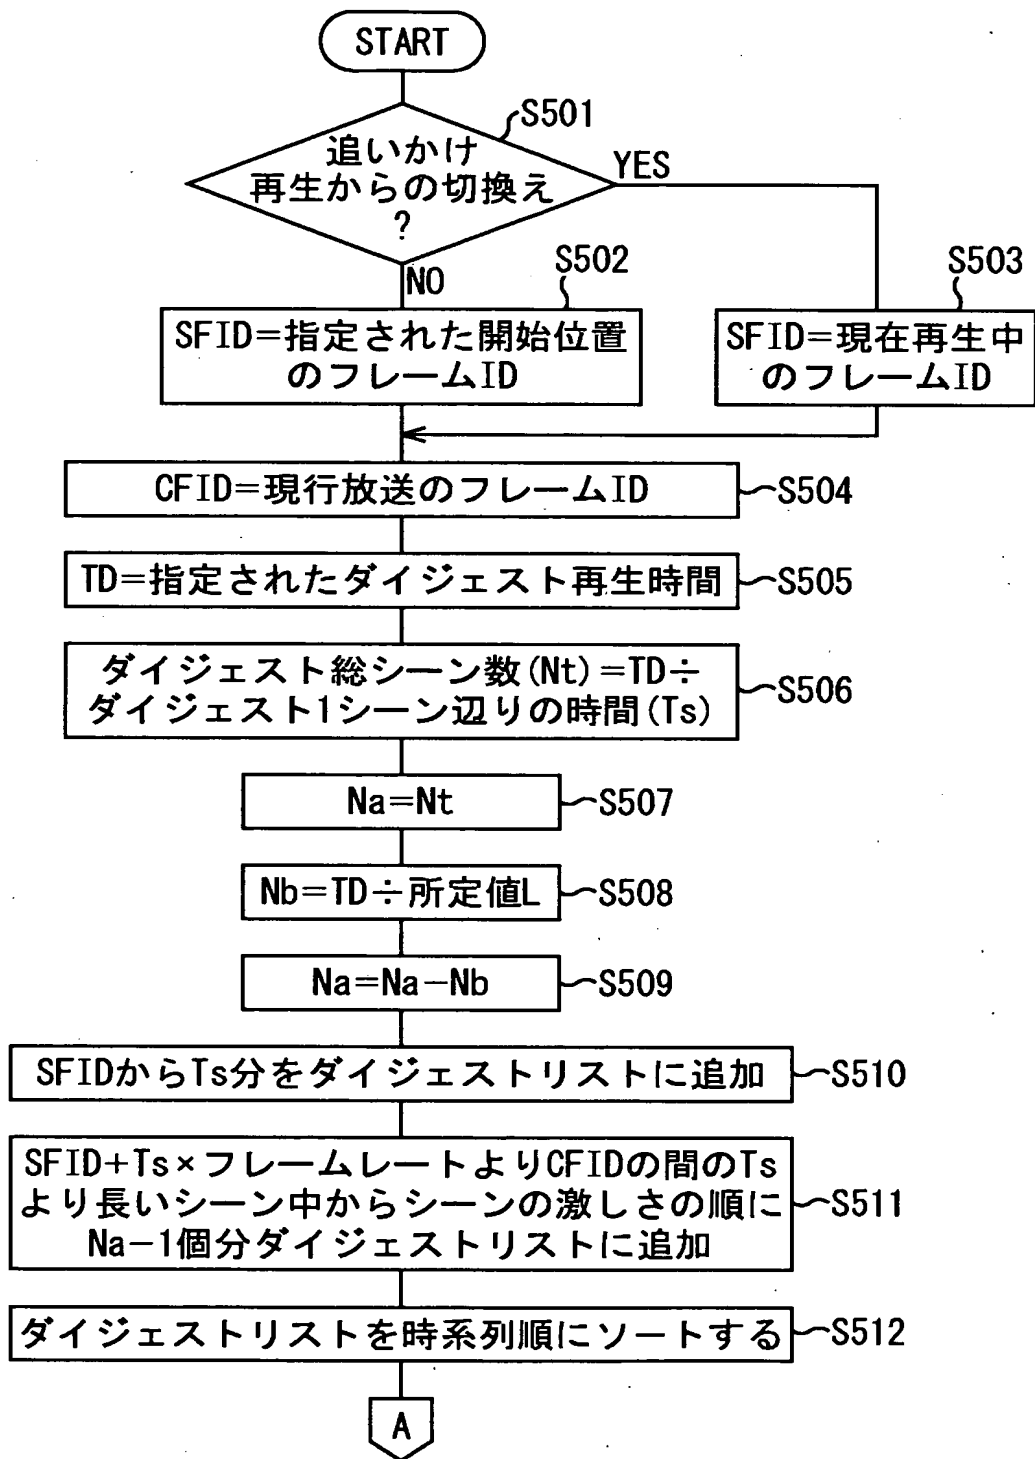 START
S501
追いかけ
再生からの切換え
?
YES
NO
S502
SFID=指定された開始位置
のフレームID
S503
SFID=現在再生中
のフレームID
CFID=現行放送のフレームID
S504
TD=指定されたダイジェスト再生時間
S505
ダイジェスト総シーン数(Nt)=TD÷
ダイジェスト1シーン辺りの時間(Ts)
S506
Na=Nt
S507
Nb=TD÷所定値L
S508
Na=Na-Nb
S509
SFIDからTs分をダイジェストリストに追加
S510
SFID+Ts×フレームレートよりCFIDの間のTs
より長いシーン中からシーンの激しさの順に
Na-1個分ダイジェストリストに追加
S511
ダイジェストリストを時系列順にソートする
S512
A